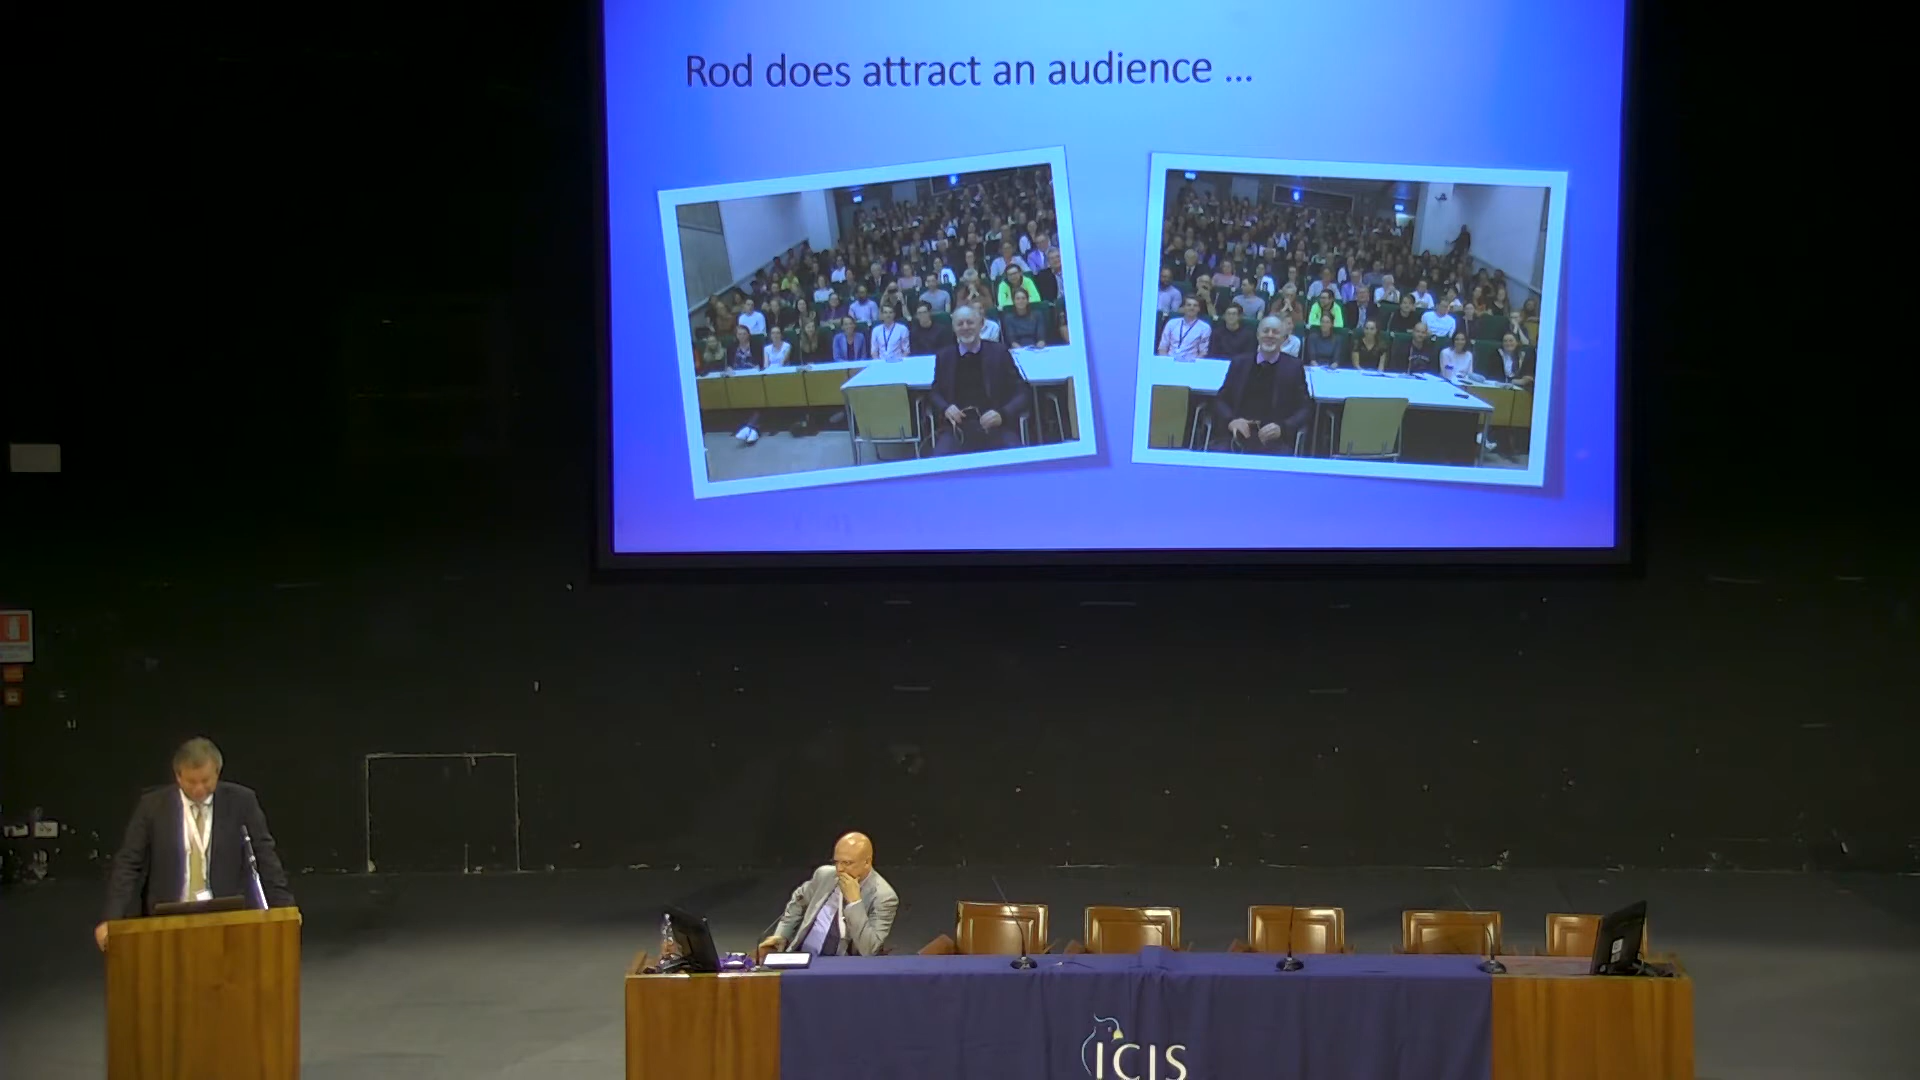 Rod does attract an audience ...
ICIS